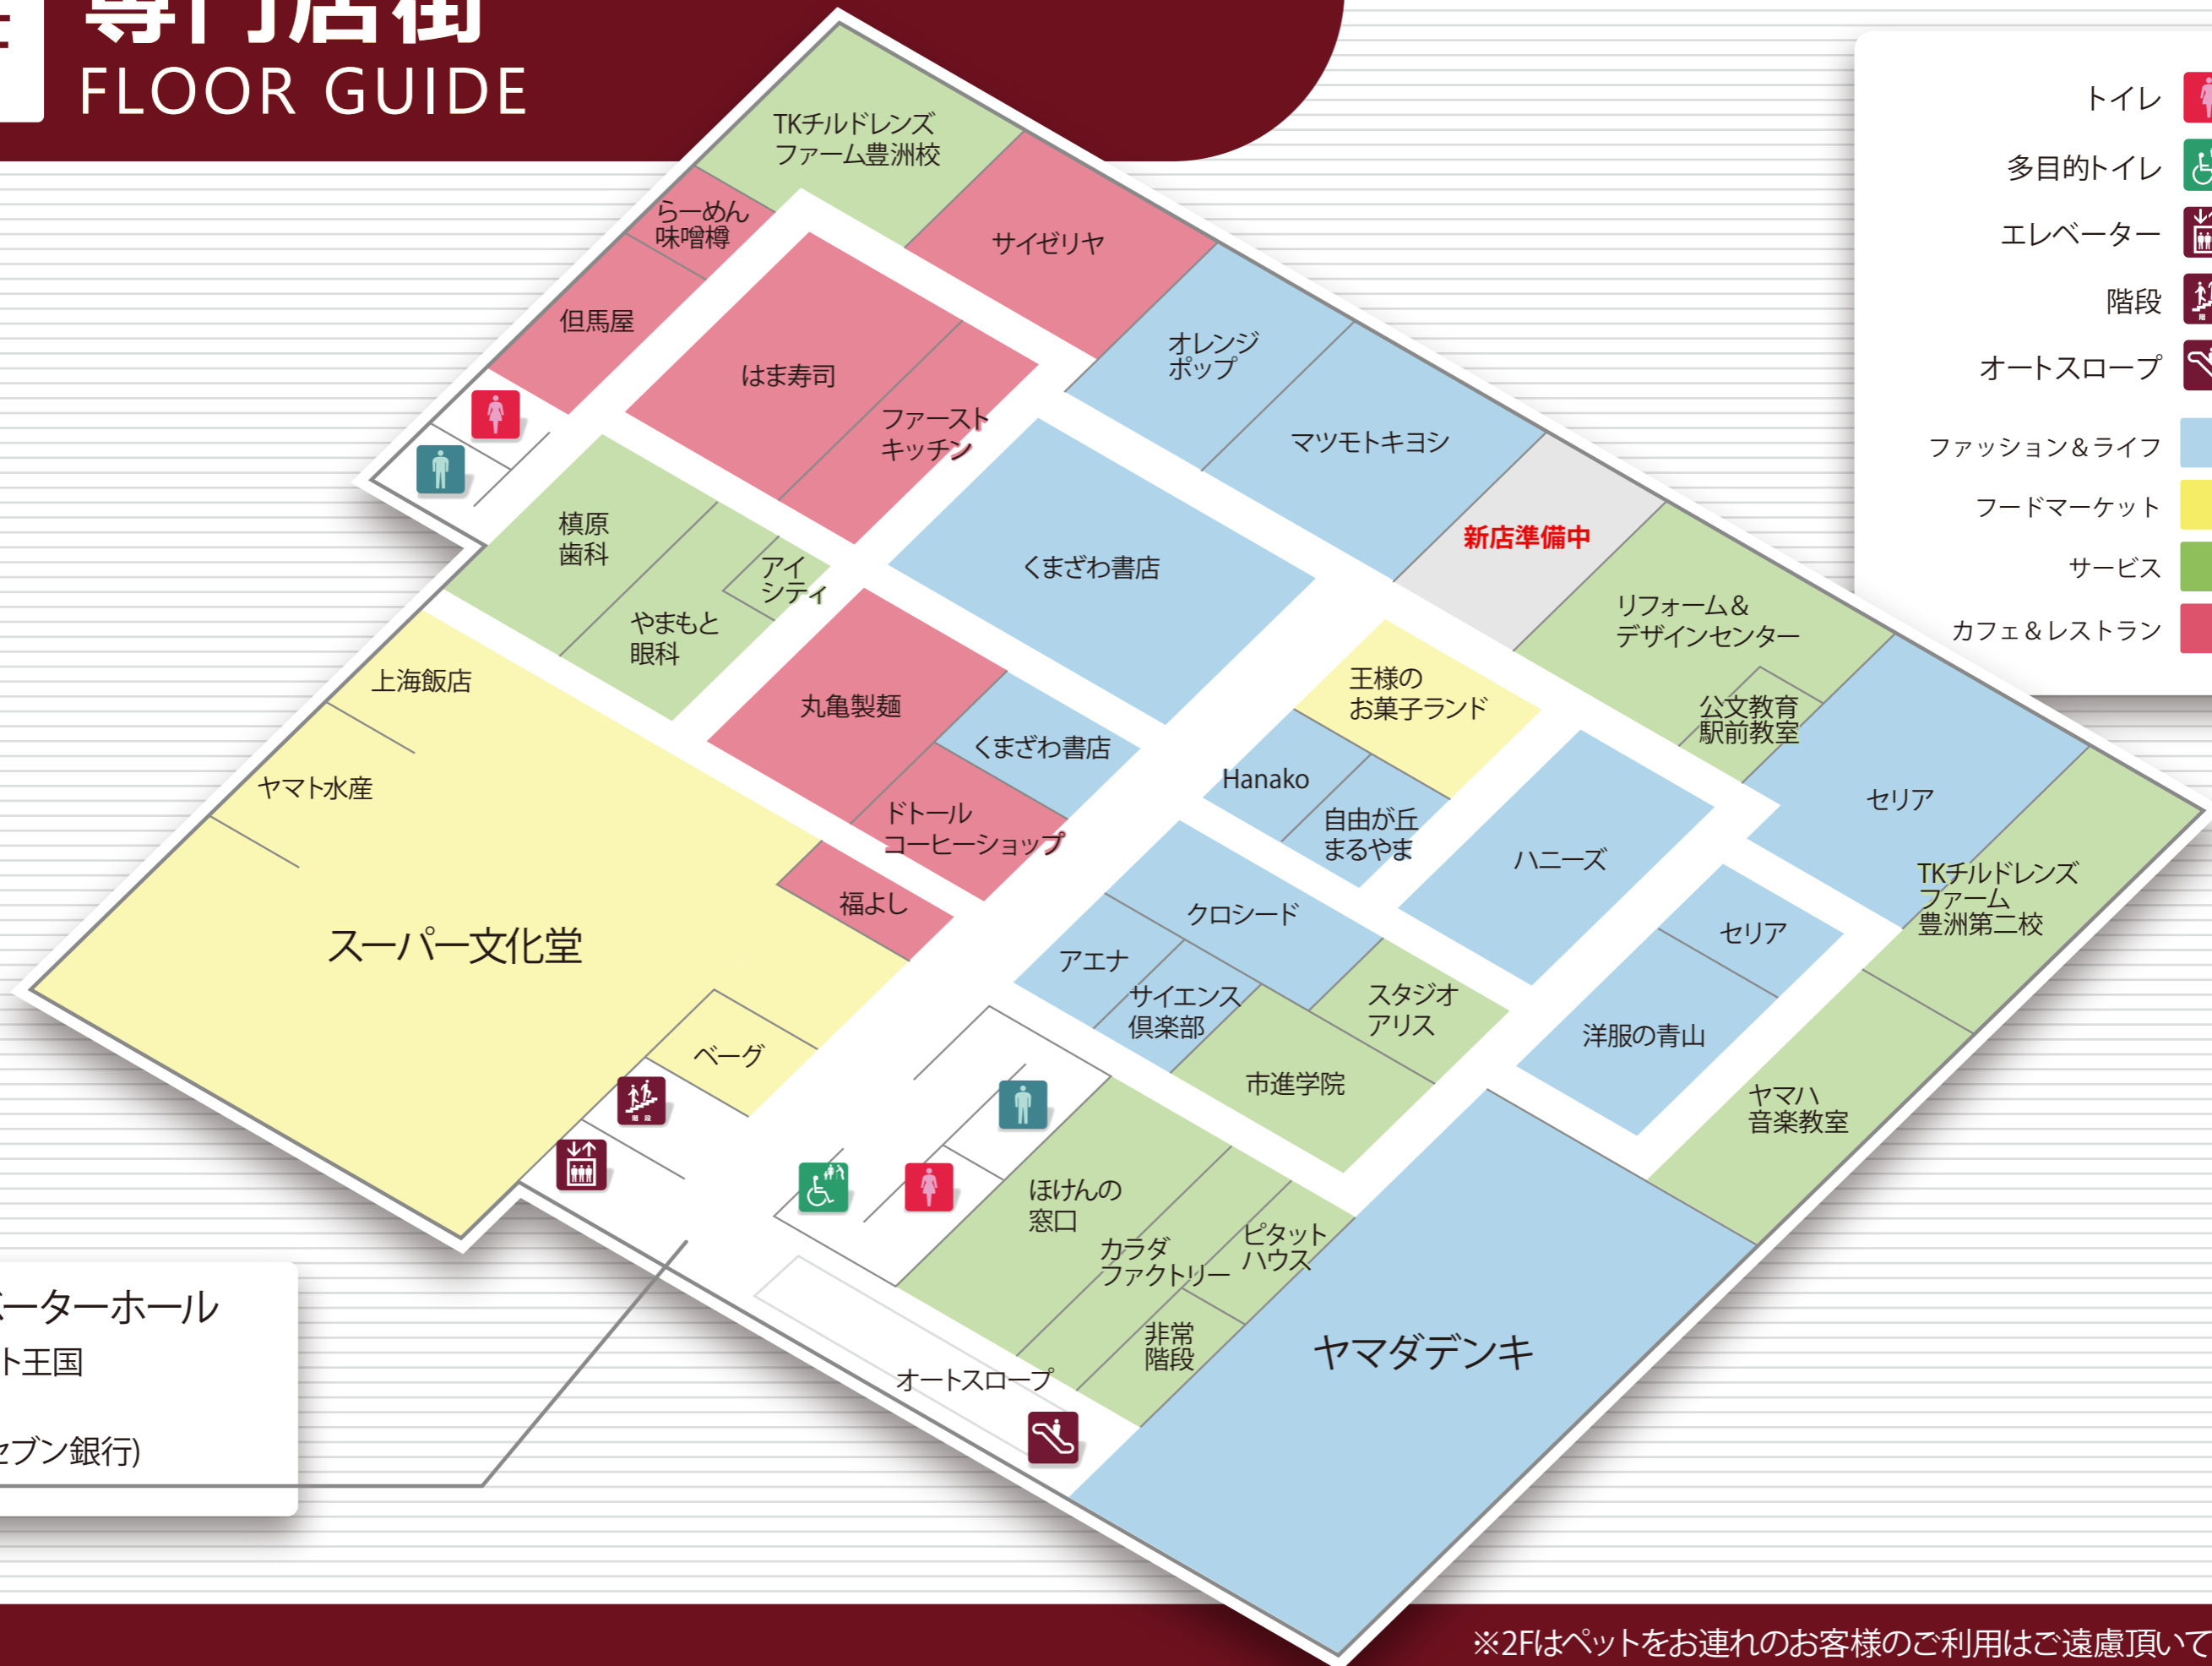 専門店街
FLOOR GUIDE
トイレ
多目的トイレ
エレベーター
階段
オートスロープ
ファッション＆ライフ
フードマーケット
サービス
カフェ＆レストラン
TKチルドレンズ
ファーム豊洲校
らーめん
味噌樽
サイゼリヤ
但馬屋
はま寿司
ファースト
キッチン
オレンジ
ポップ
マツモトキヨシ
新店準備中
槙原
歯科
やまもと
眼科
アイ
シティ
くまざわ書店
リフォーム＆
デザインセンター
公文教育
駅前教室
上海飯店
ヤマト水産
丸亀製麺
くまざわ書店
ドトール
コーヒーショップ
王様の
お菓子ランド
Hanako
自由が丘
まるやま
ハニーズ
セリア
TKチルドレンズ
ファーム
豊洲第二校
福よし
スーパー文化堂
クロシード
アエナ
サイエンス
倶楽部
スタジオ
アリス
セリア
洋服の青山
ベーグ
市進学院
ヤマハ
音楽教室
階段
ほけんの
窓口
カラダ
ファクトリー
ピタット
ハウス
非常
階段
ヤマダデンキ
オートスロープ
ーターホール
ト王国
セブン銀行)
※2Fはペットをお連れのお客様のご利用はご遠慮頂いて